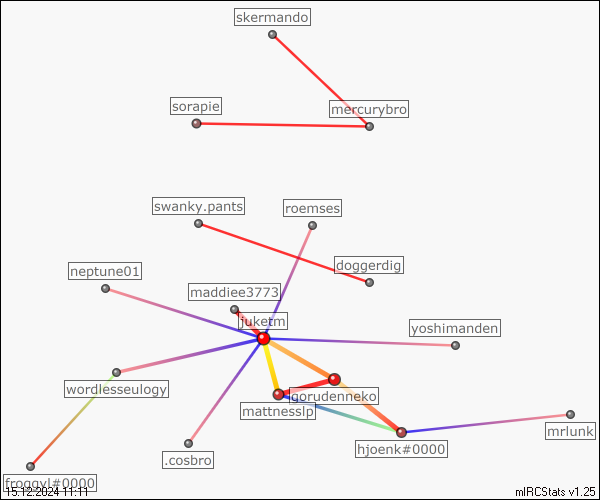 skermando
sorapie
mercurybro
swanky.pants
roemses
doggerdig
neptune01
maddiee3773
juketm
yoshimanden
wordlesseulogy
gorudenneko
mattnesslp
hjoenk#0000
mrlunk
.cosbro
froggyl#0000
15.12.2024 11:11
mIRCStats v1.25